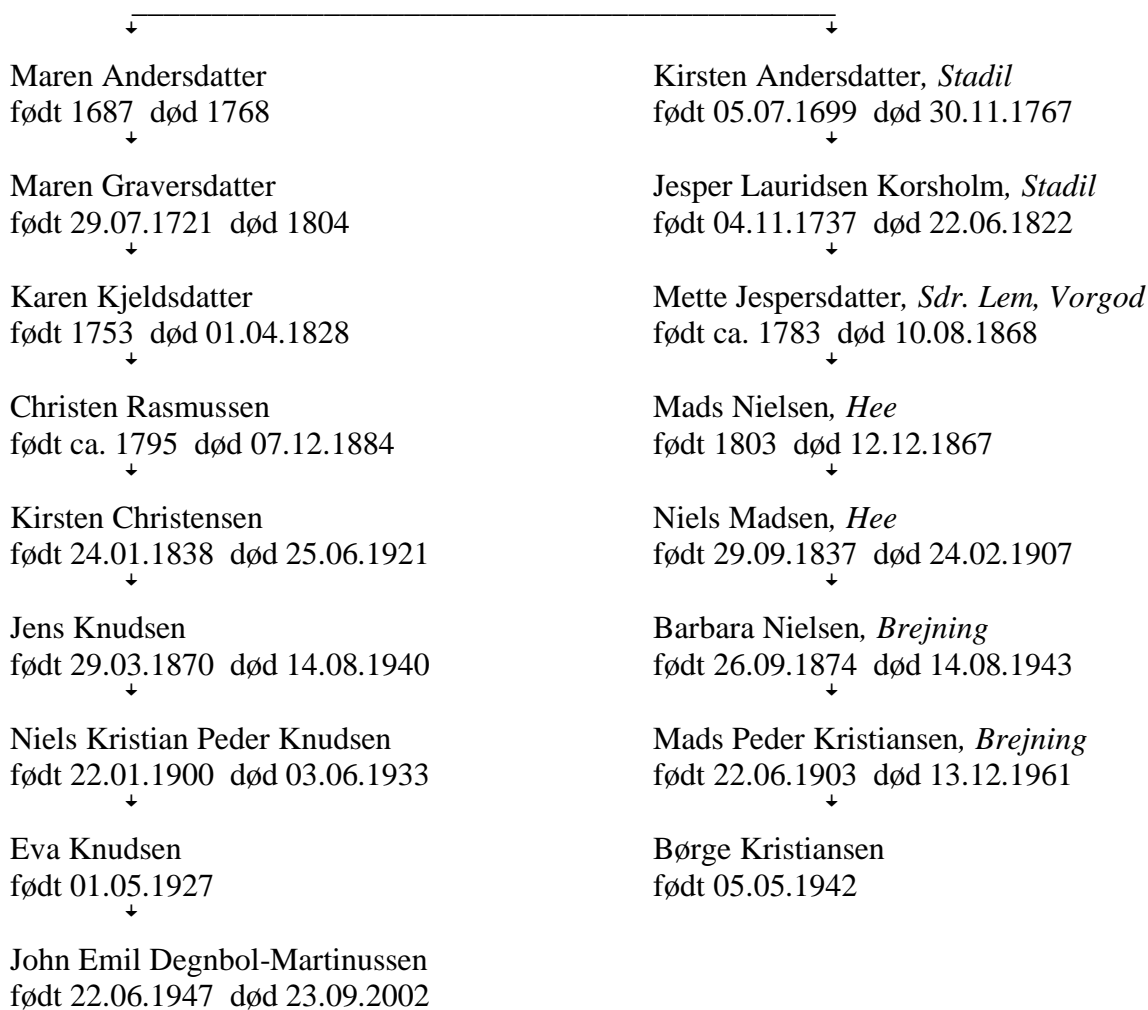 Maren Andersdatter
født 1687 død 1768
Maren Graversdatter
født 29.07.1721 død 1804
Karen Kjeldsdatter
født 1753 død 01.04.1828
Christen Rasmussen
født ca. 1795 død 07.12.1884
Kirsten Christensen
født 24.01.1838 død 25.06.1921
Jens Knudsen
født 29.03.1870 død 14.08.1940
Niels Kristian Peder Knudsen
født 22.01.1900 død 03.06.1933
Eva Knudsen
født 01.05.1927
John Emil Degnbol-Martinussen
født 22.06.1947 død 23.09.2002
Kirsten Andersdatter, Stadil
født 05.07.1699 død 30.11.1767
Jesper Lauridsen Korsholm, Stadil
født 04.11.1737 død 22.06.1822
Mette Jespersdatter, Sdr. Lem, Vorgod
født ca. 1783 død 10.08.1868
Mads Nielsen, Hee
født 1803 død 12.12.1867
Niels Madsen, Hee
født 29.09.1837 død 24.02.1907
Barbara Nielsen, Brejning
født 26.09.1874 død 14.08.1943
Mads Peder Kristiansen, Brejning
født 22.06.1903 død 13.12.1961
Børge Kristiansen
født 05.05.1942